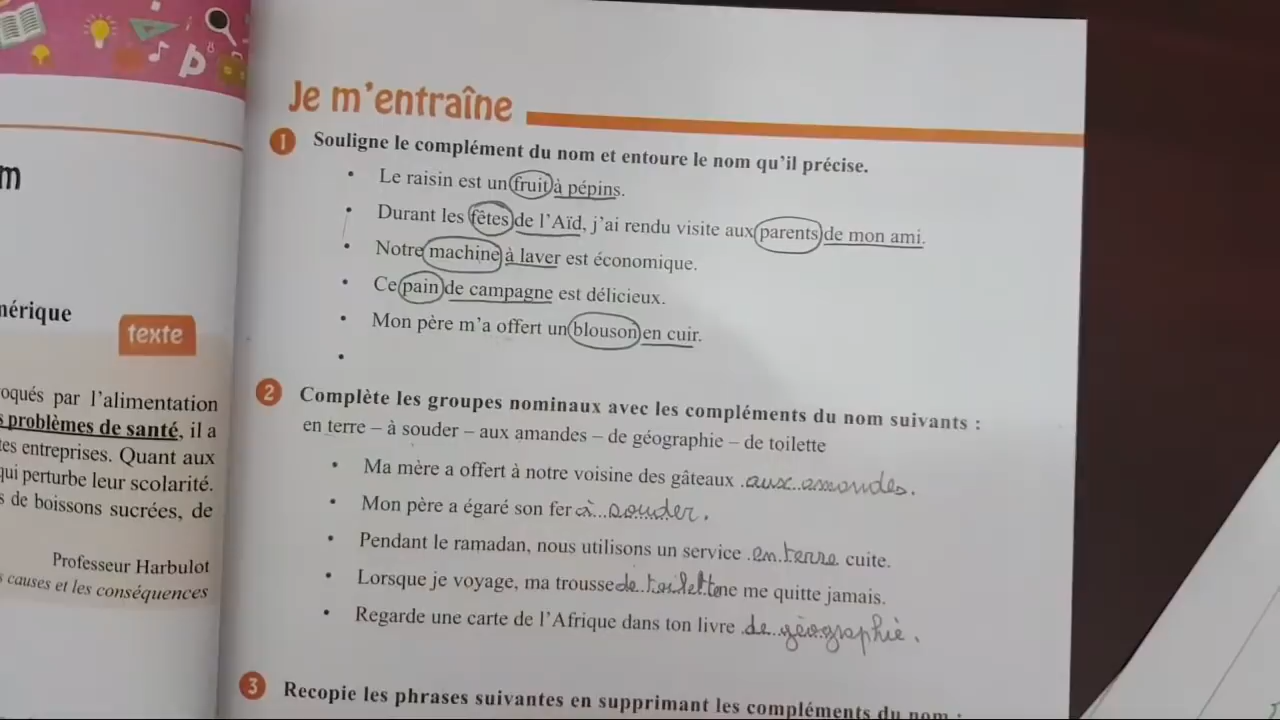 m
nérique
texte
oqués par l'alimentation
s problèmes de santé, il a
tes entreprises. Quant aux
qui perturbe leur scolarité.
s de boissons sucrées, de
Professeur Harbulot
s causes et les conséquences
Je m'entraîne
1 Souligne le complément du nom et entoure le nom qu'il précise.
• Le raisin est un fruit à pépins.
• Durant les fêtes de l'Aïd, j'ai rendu visite aux parents de mon ami.
• Notre machine à laver est économique.
• Ce pain de campagne est délicieux.
• Mon père m'a offert un blouson en cuir.
•
2 Complète les groupes nominaux avec les compléments du nom suivants :
en terre – à souder – aux amandes – de géographie – de toilette
• Ma mère a offert à notre voisine des gâteaux aux amandes.
• Mon père a égaré son fer à souder.
• Pendant le ramadan, nous utilisons un service en terre cuite.
• Lorsque je voyage, ma trousse de toilette ne me quitte jamais.
• Regarde une carte de l'Afrique dans ton livre de géographie.
3 Recopie les phrases suivantes en supprimant les compléments du nom :